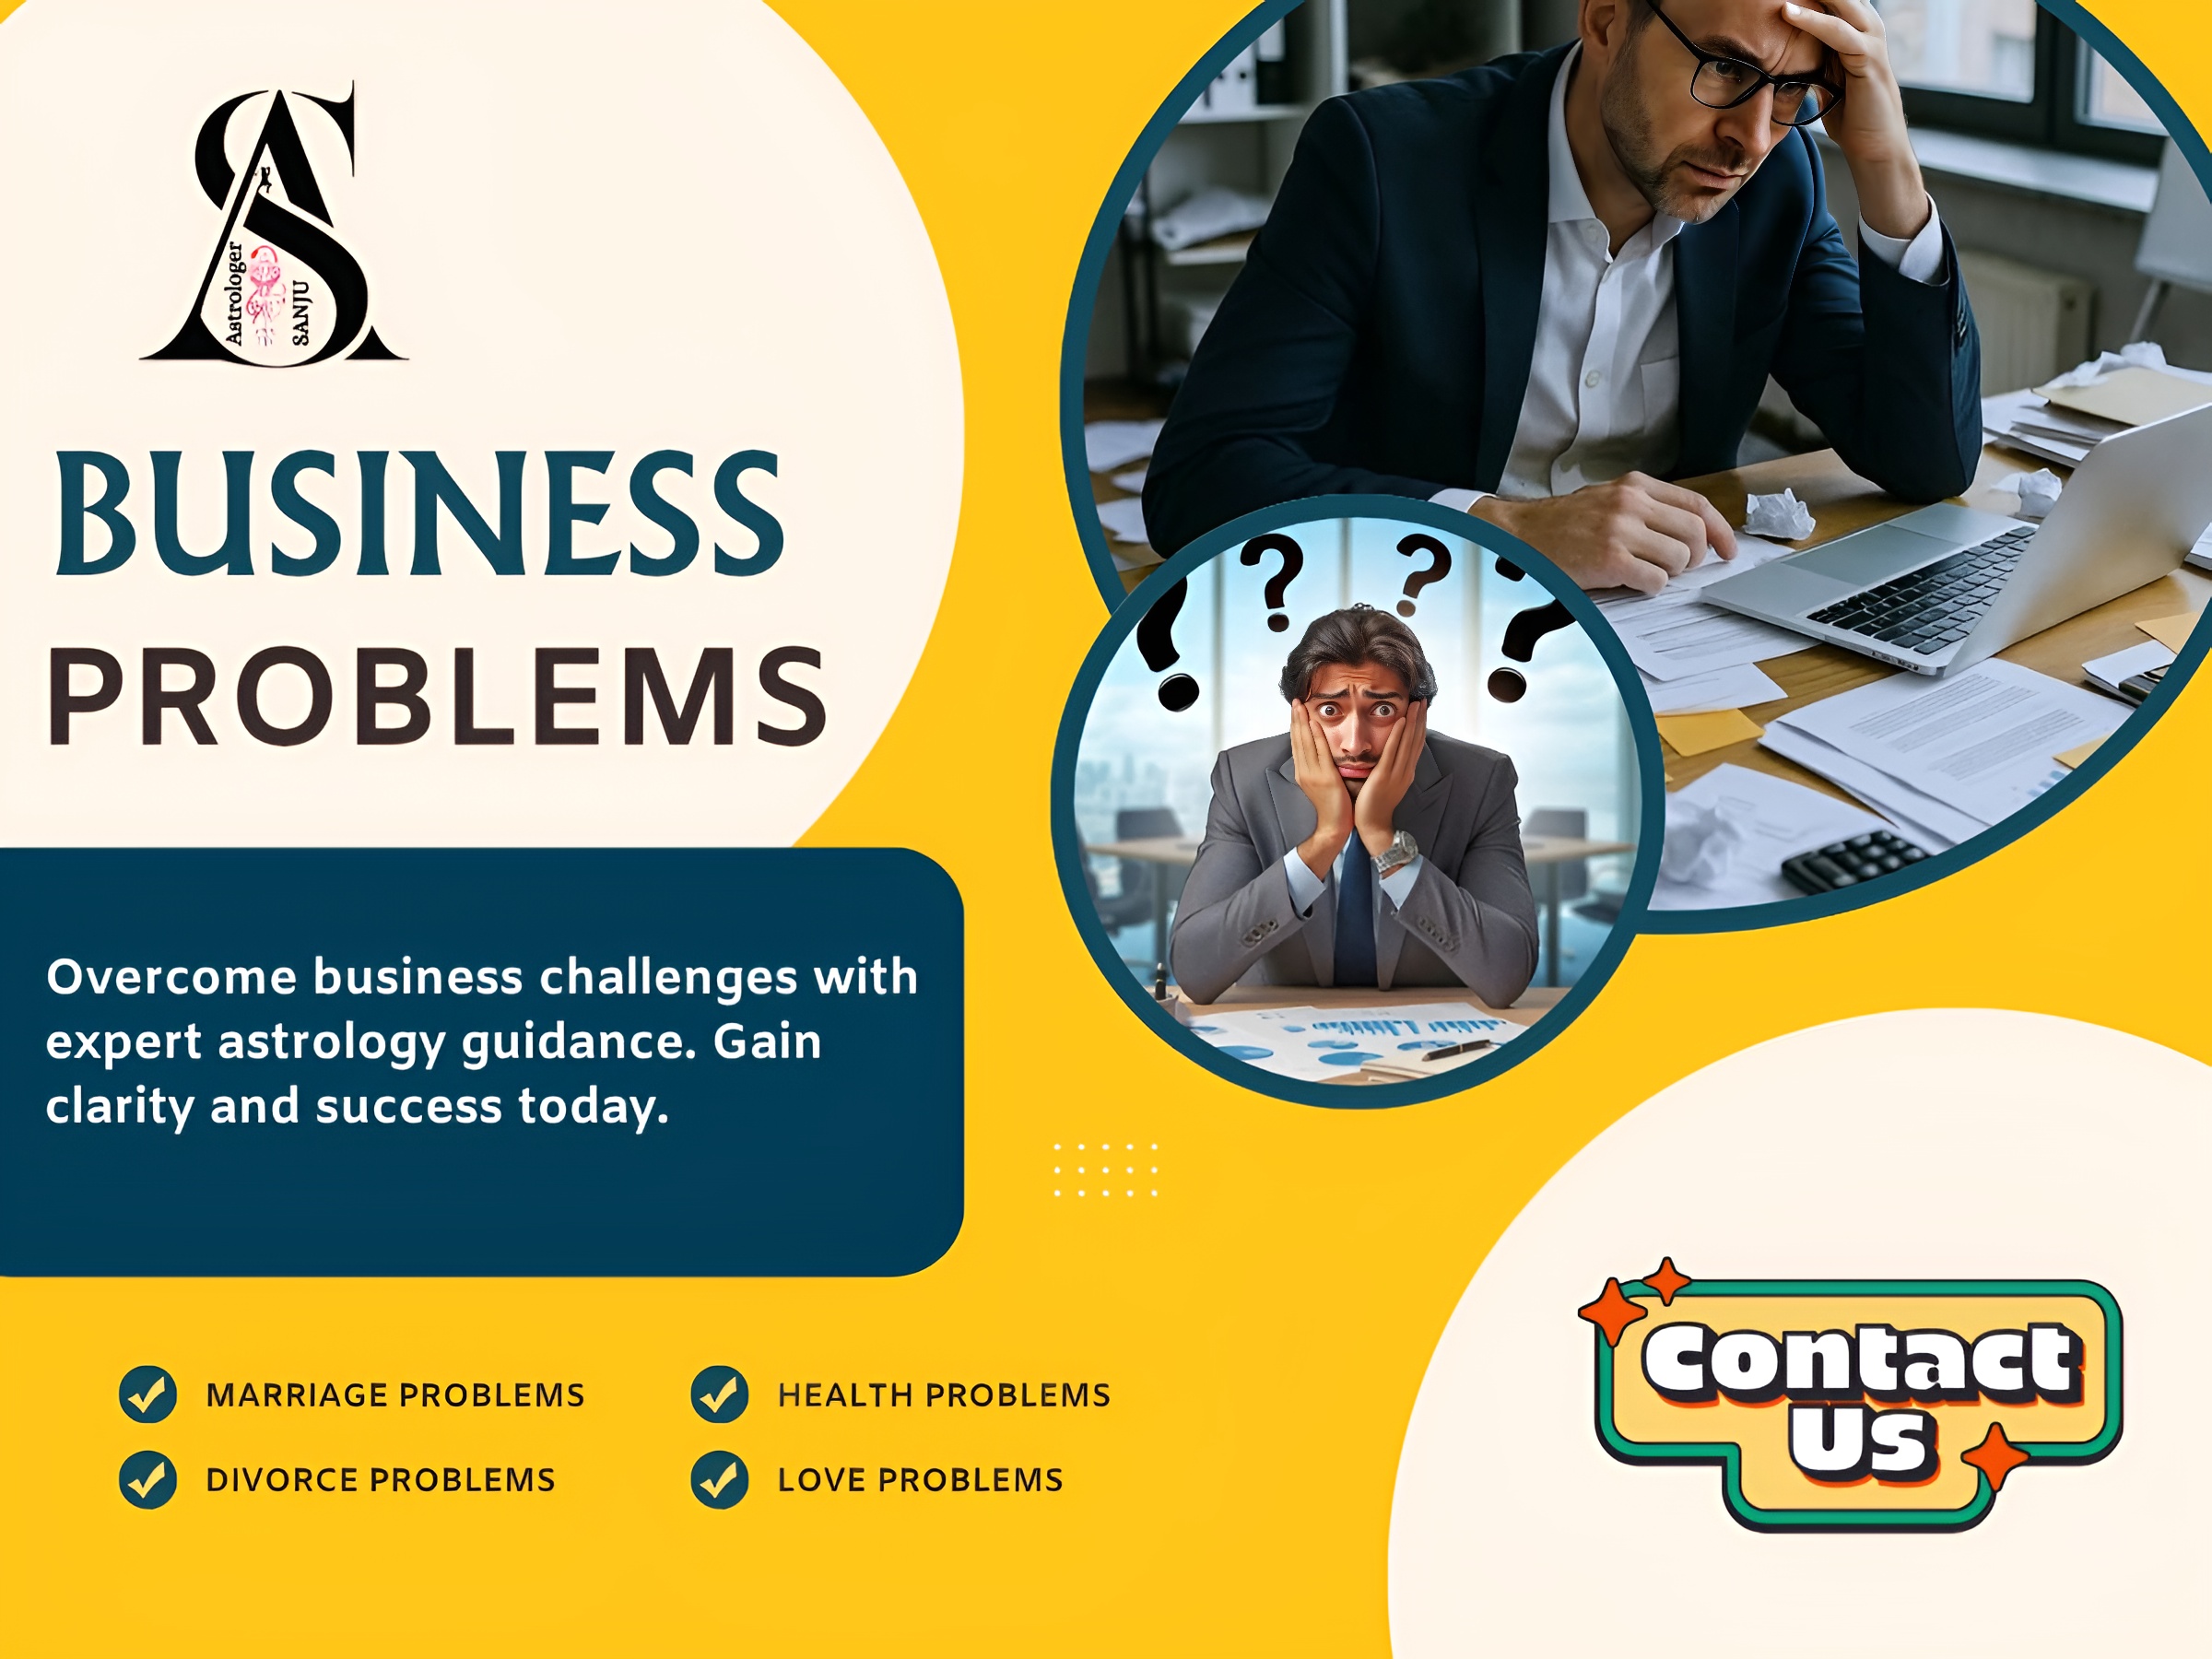 Astrologer
SANJU
BUSINESS
PROBLEMS
Overcome business challenges with
expert astrology guidance. Gain
clarity and success today.
MARRIAGE PROBLEMS
HEALTH PROBLEMS
DIVORCE PROBLEMS
LOVE PROBLEMS
Contact
Us